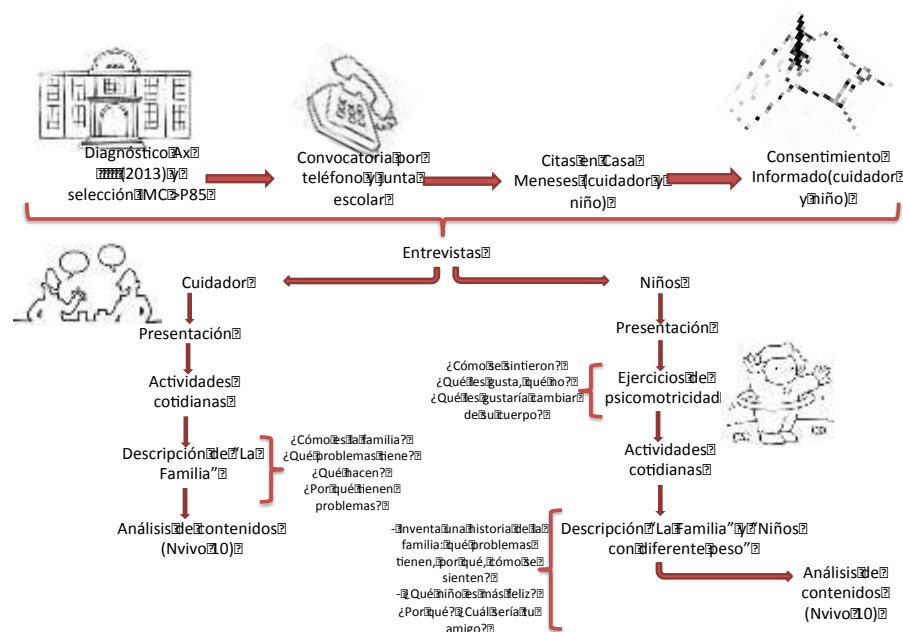 Diagnóstico Ax
(2013) y
selección IMC >P85
Convocatoria por
teléfono y junta
escolar
Citas en Casa
Meneses (cuidador y
niño)
Consentimiento
Informado(cuidador
y niño)
Entrevistas
Cuidador
Presentación
Actividades
cotidianas
Descripción de "La
Familia"
¿Cómo es la familia?
¿Qué problemas tiene?
¿Qué hacen?
¿Por qué tienen
problemas?
Análisis de contenidos
(Nvivo 10)
Niños
Presentación
¿Cómo se sintieron?
¿Qué les gusta, qué no?
¿Qué les gustaría cambiar
de su cuerpo?
Ejercicios de
psicomotricidad
Actividades
cotidianas
- Inventa una historia de la
familia: qué problemas
tienen, por qué, cómo se
sienten?
- ¿Qué niño es más feliz?
¿Por qué? ¿Cuál sería tu
amigo?
Descripción "La Familia" y "Niños
con diferente peso"
Análisis de
contenidos
(Nvivo 10)